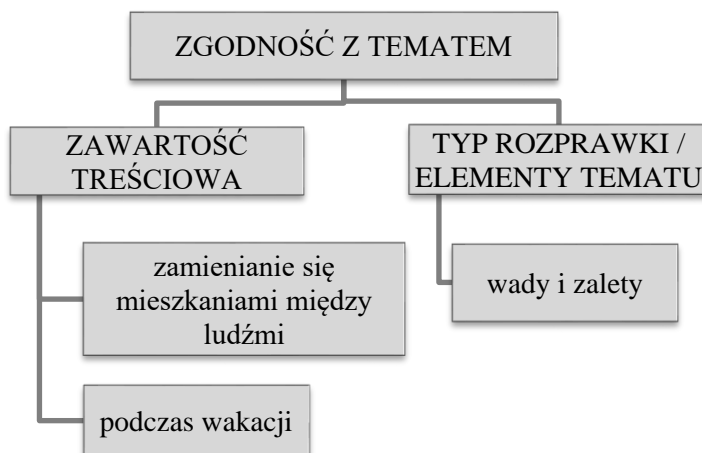 ZGODNOŚĆ Z TEMATEM
ZAWARTOŚĆ
TREŚCIOWA
TYP ROZPRAWKI /
ELEMENTY TEMATU
zamienianie się
mieszkaniami między
ludźmi
wady i zalety
podczas wakacji